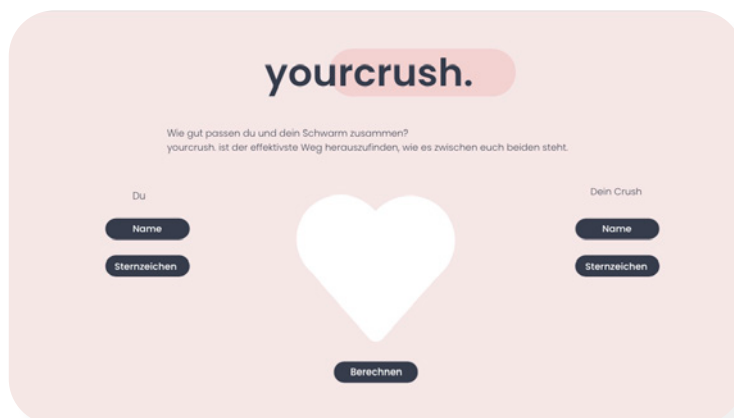 yourcrush.
Wie gut passen du und dein Schwarm zusammen?
yourcrush. ist der effektivste Weg herauszufinden, wie es zwischen euch beiden steht.
Du
Name
Sternzeichen
Dein Crush
Name
Sternzeichen
Berechnen